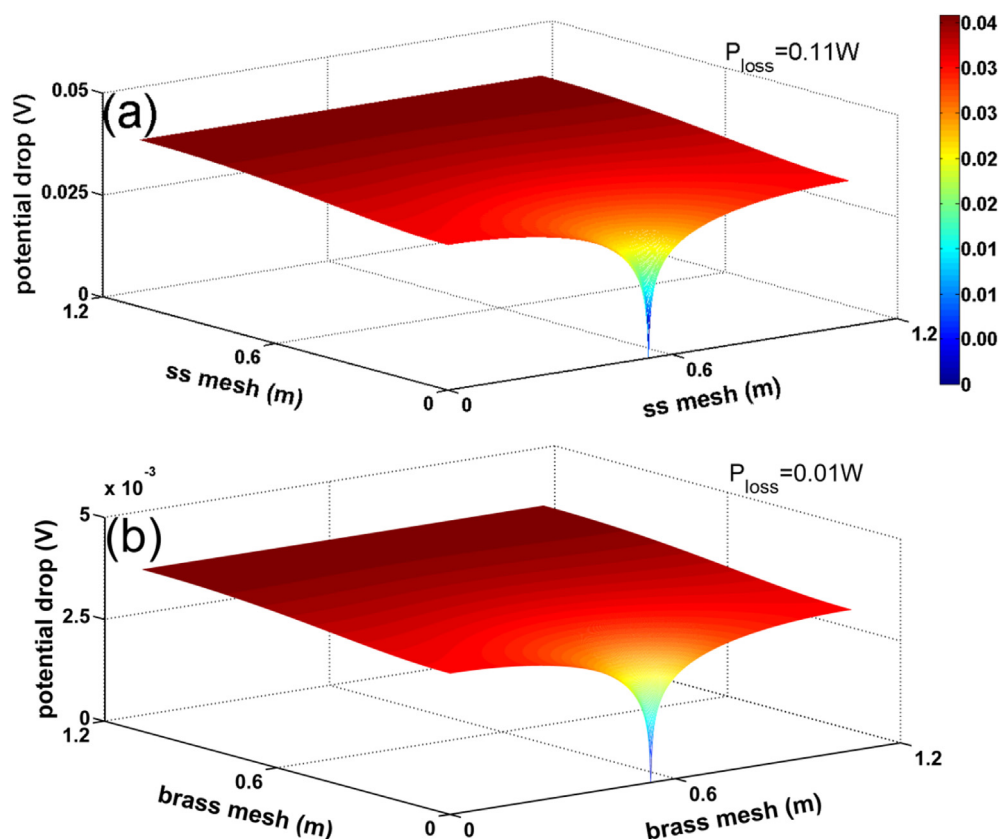 P_loss=0.11W
(a)
potential drop (V)
0.05
0.025
0
1.2
0.6
0
ss mesh (m)
0
0.6
1.2
ss mesh (m)
0.04
0.03
0.03
0.02
0.02
0.01
0.01
0.00
0
P_loss=0.01W
x 10^-3
(b)
potential drop (V)
5
2.5
0
1.2
0.6
0
brass mesh (m)
0
0.6
1.2
brass mesh (m)